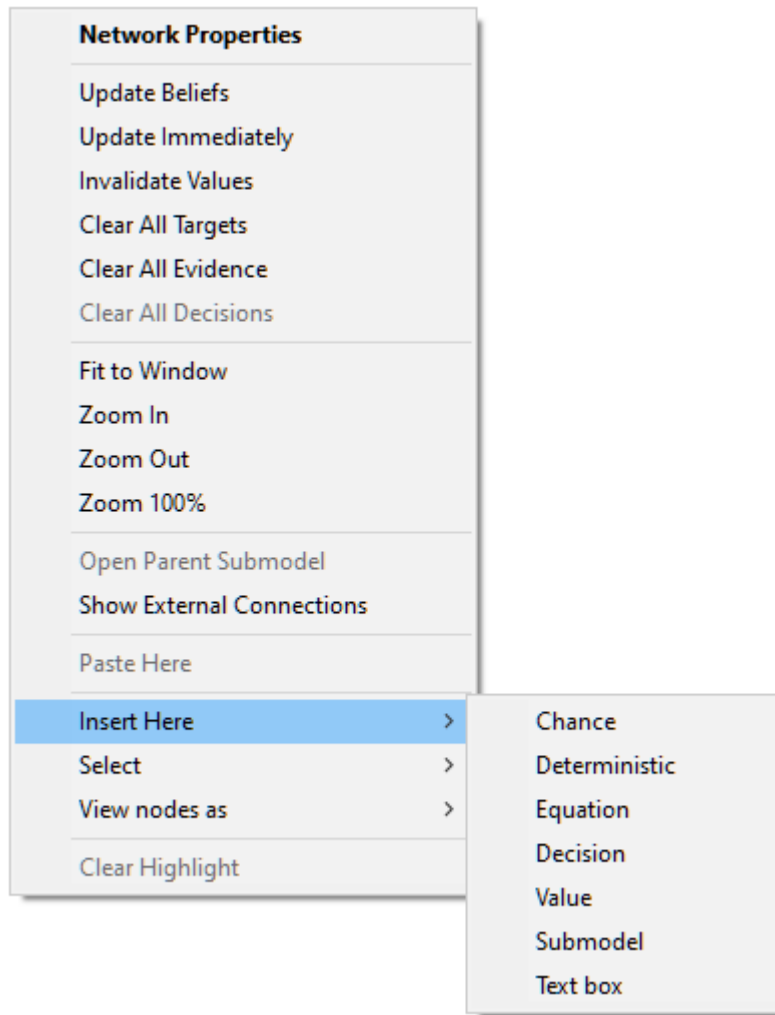 Network Properties
Update Beliefs
Update Immediately
Invalidate Values
Clear All Targets
Clear All Evidence
Clear All Decisions
Fit to Window
Zoom In
Zoom Out
Zoom 100%
Open Parent Submodel
Show External Connections
Paste Here
Insert Here
Select
View nodes as
Clear Highlight
Chance
Deterministic
Equation
Decision
Value
Submodel
Text box